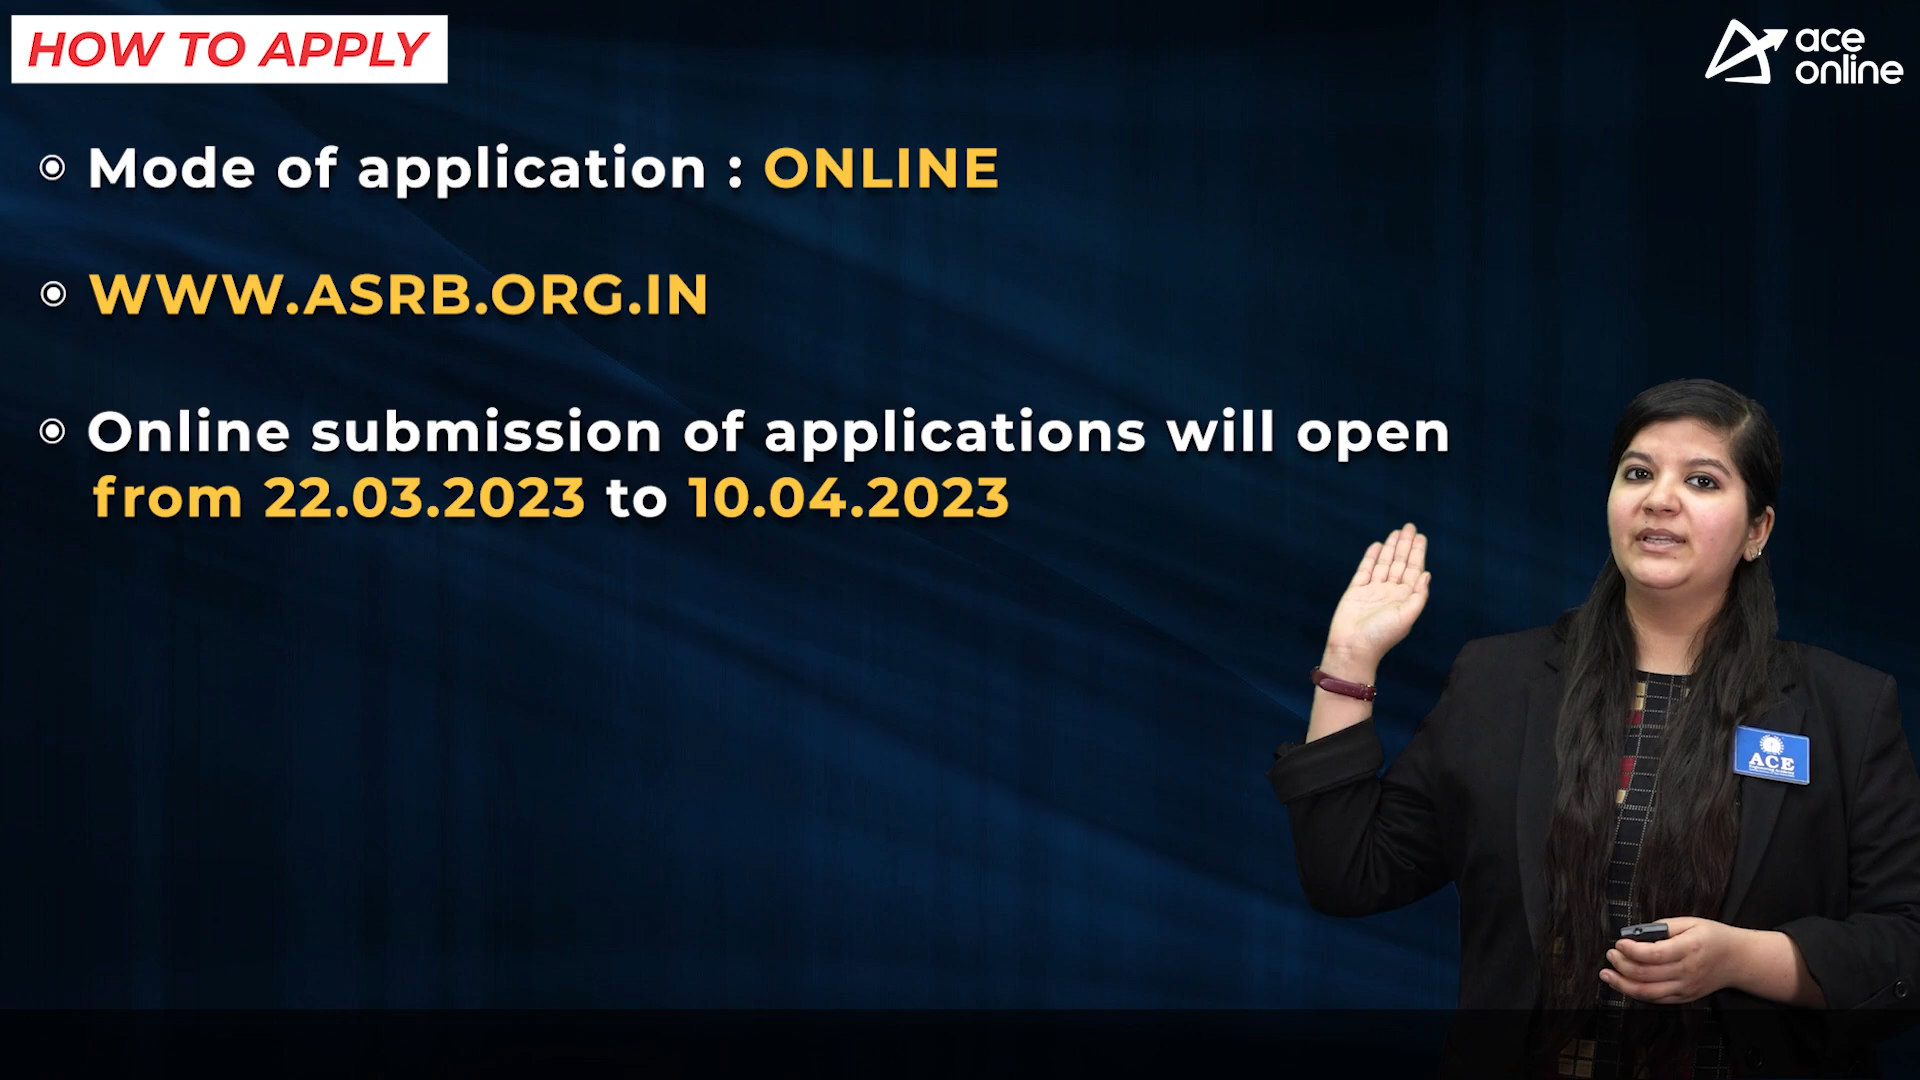 HOW TO APPLY
ace
online
Mode of application : ONLINE
WWW.ASRB.ORG.IN
Online submission of applications will open
from 22.03.2023 to 10.04.2023
ACE